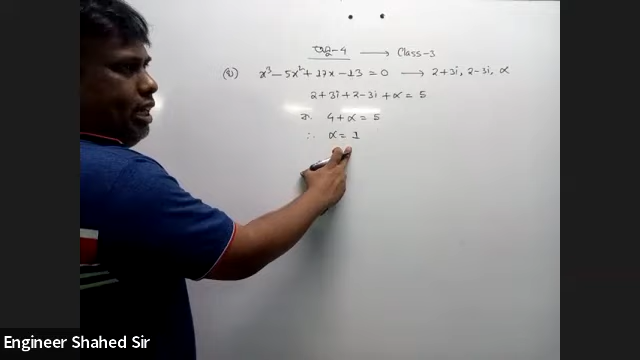 সেট-4 → Class-3
(ii) x³ - 5x² + 17x - 13 = 0 → 2+3i, 2-3i, α
2+3i+2-3i+α = 5
বা, 4+α = 5
∴ α = 1
Engineer Shahed Sir